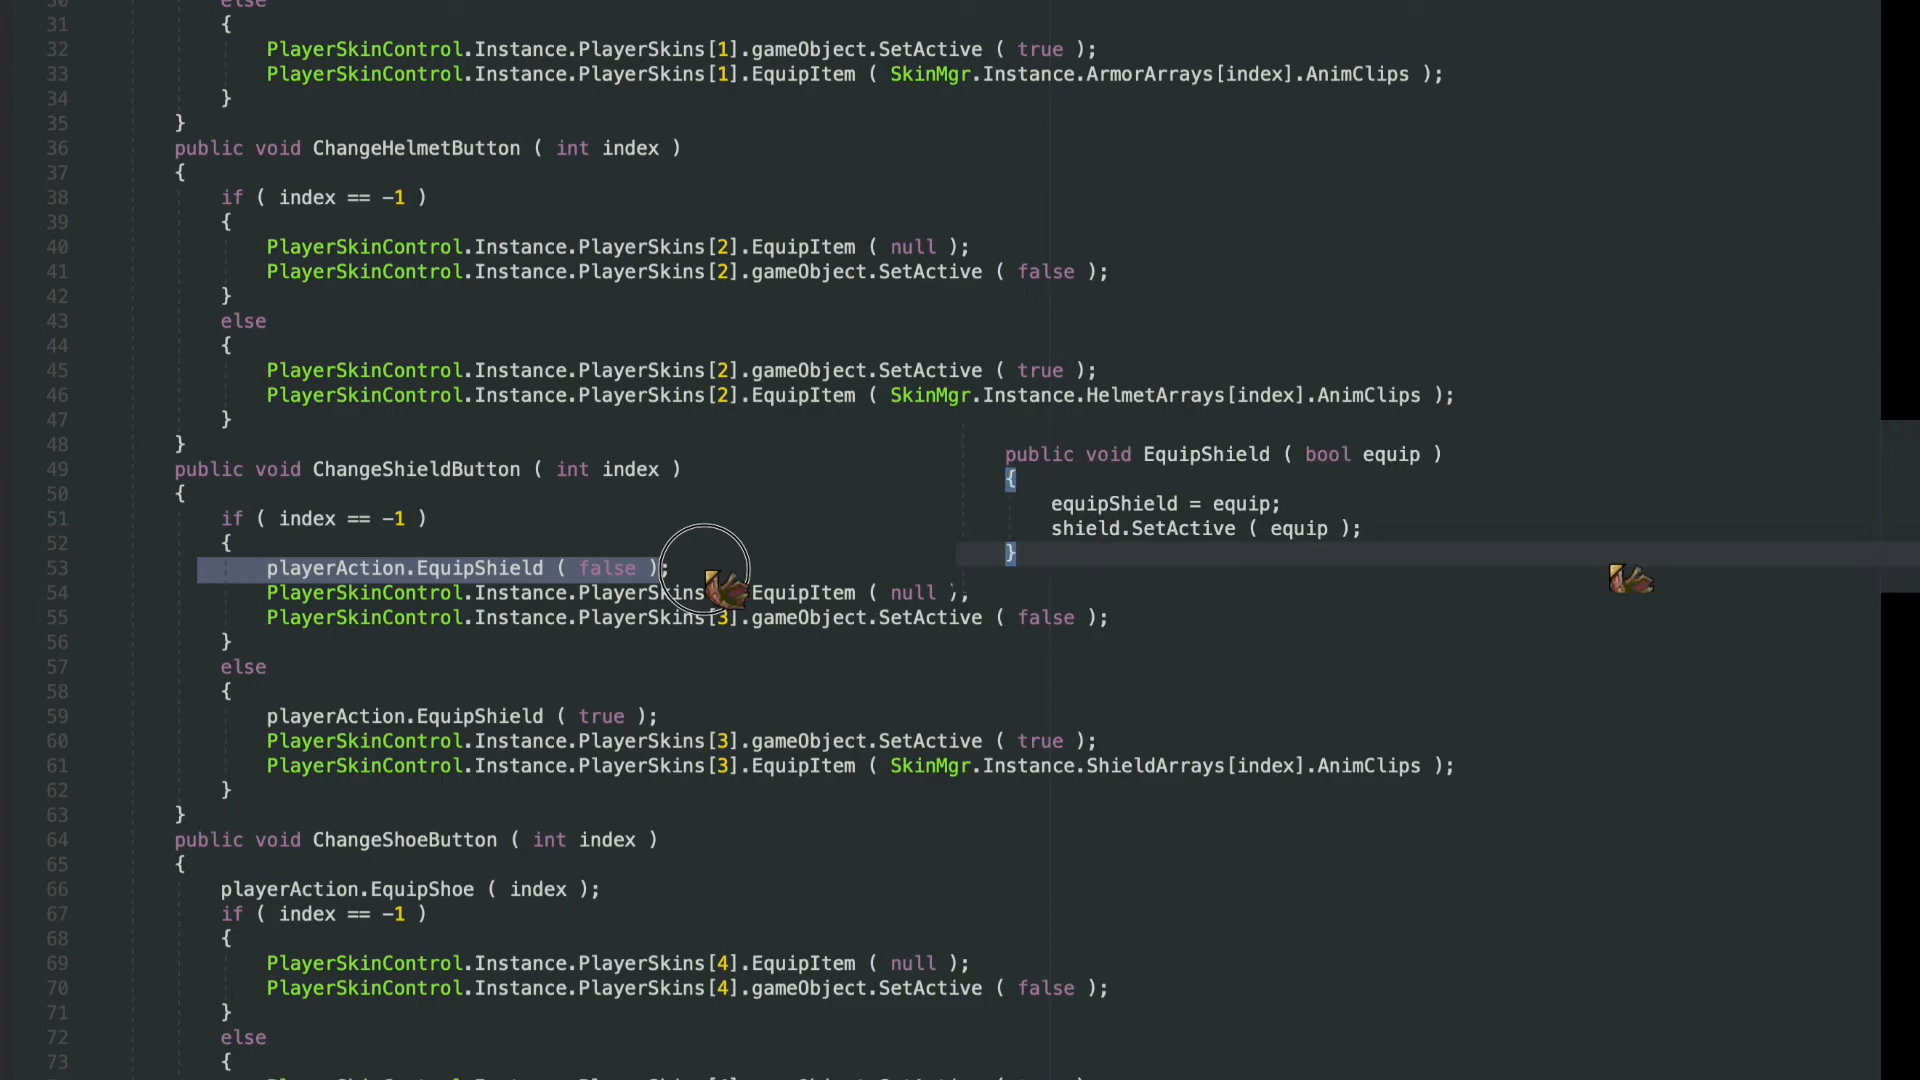 30 else
31 {
32 PlayerSkinControl.Instance.PlayerSkins[1].gameObject.SetActive ( true );
33 PlayerSkinControl.Instance.PlayerSkins[1].EquipItem ( SkinMgr.Instance.ArmorArrays[index].AnimClips );
34 }
35 }
36 public void ChangeHelmetButton ( int index )
37 {
38 if ( index == -1 )
39 {
40 PlayerSkinControl.Instance.PlayerSkins[2].EquipItem ( null );
41 PlayerSkinControl.Instance.PlayerSkins[2].gameObject.SetActive ( false );
42 }
43 else
44 {
45 PlayerSkinControl.Instance.PlayerSkins[2].gameObject.SetActive ( true );
46 PlayerSkinControl.Instance.PlayerSkins[2].EquipItem ( SkinMgr.Instance.HelmetArrays[index].AnimClips );
47 }
48 }
49 public void ChangeShieldButton ( int index )
50 {
51 if ( index == -1 )
52 {
53 playerAction.EquipShield ( false );
54 PlayerSkinControl.Instance.PlayerSkins EquipItem ( null );
55 PlayerSkinControl.Instance.PlayerSkins[3].gameObject.SetActive ( false );
56 }
57 else
58 {
59 playerAction.EquipShield ( true );
60 PlayerSkinControl.Instance.PlayerSkins[3].gameObject.SetActive ( true );
61 PlayerSkinControl.Instance.PlayerSkins[3].EquipItem ( SkinMgr.Instance.ShieldArrays[index].AnimClips );
62 }
63 }
64 public void ChangeShoeButton ( int index )
65 {
66 playerAction.EquipShoe ( index );
67 if ( index == -1 )
68 {
69 PlayerSkinControl.Instance.PlayerSkins[4].EquipItem ( null );
70 PlayerSkinControl.Instance.PlayerSkins[4].gameObject.SetActive ( false );
71 }
72 else
73 {
public void EquipShield ( bool equip )
{
equipShield = equip;
shield.SetActive ( equip );
}